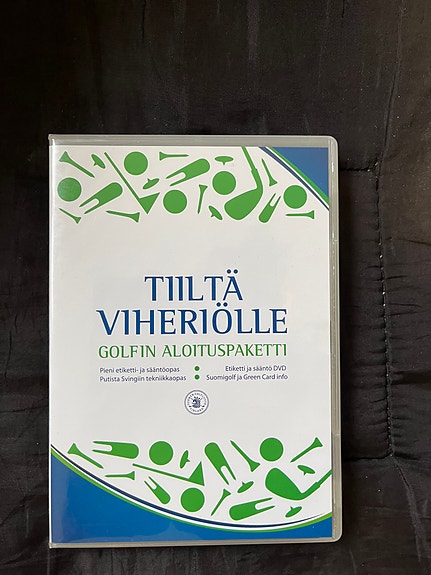 TIILTÄ
VIHERIÖLLE
GOLFIN ALOITUSPAKETTI
Pieni etiketti- ja sääntöopas
Putista Svingiin tekniikkaopas
Etiketti ja sääntö DVD
Suomigolf ja Green Card info